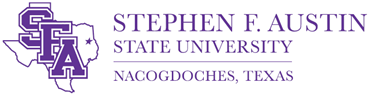 SFA
STEPHEN F. AUSTIN
STATE UNIVERSITY
NACOGDOCHES, TEXAS